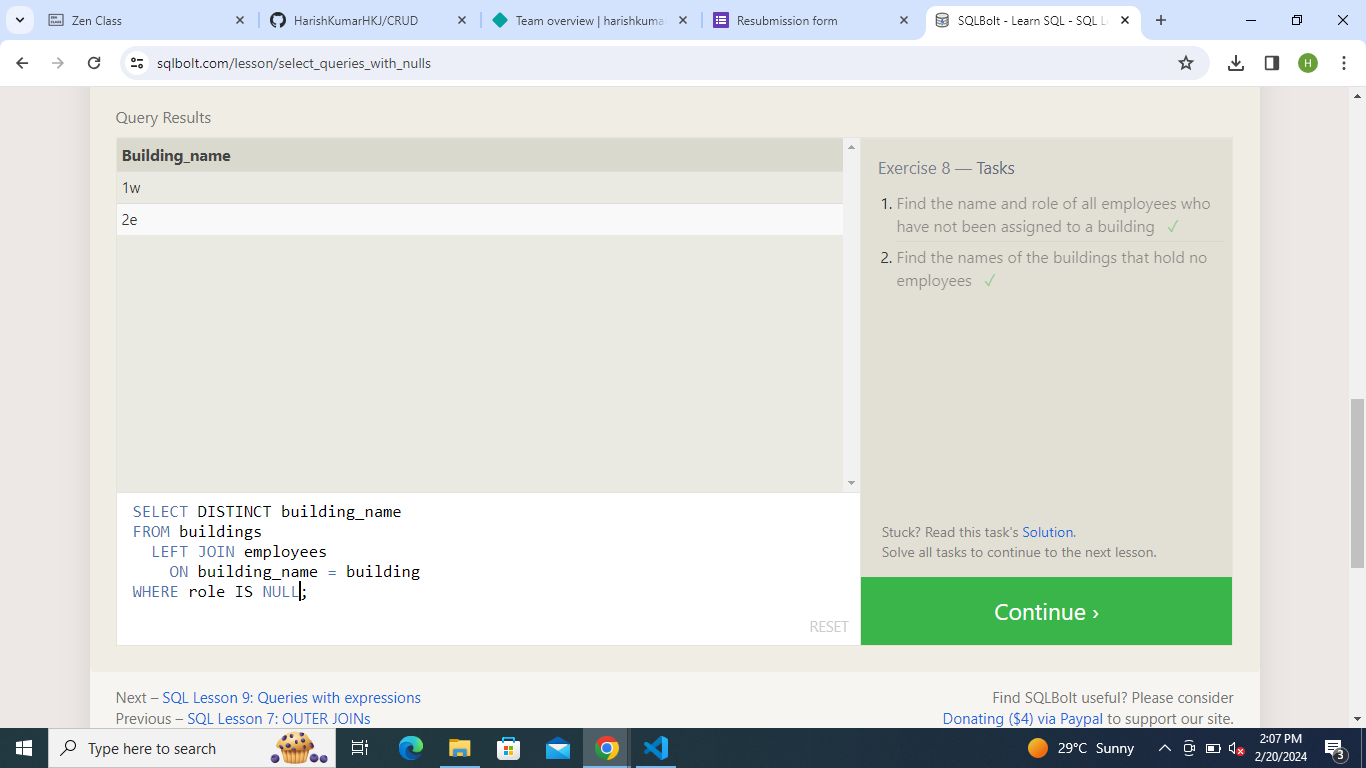 Zen Class
HarishKumarHKJ/CRUD
Team overview | harishkuma
Resubmission form
SQLBolt - Learn SQL - SQL L
sqlbolt.com/lesson/select_queries_with_nulls
H
Query Results
Building_name
1w
2e
Exercise 8 — Tasks
1. Find the name and role of all employees who
have not been assigned to a building ✓
2. Find the names of the buildings that hold no
employees ✓
SELECT DISTINCT building_name
FROM buildings
LEFT JOIN employees
ON building_name = building
WHERE role IS NULL;
RESET
Stuck? Read this task's Solution.
Solve all tasks to continue to the next lesson.
Continue ›
Next – SQL Lesson 9: Queries with expressions
Previous – SQL Lesson 7: OUTER JOINs
Find SQLBolt useful? Please consider
Donating ($4) via Paypal to support our site.
Type here to search
29°C Sunny
2:07 PM
2/20/2024
3